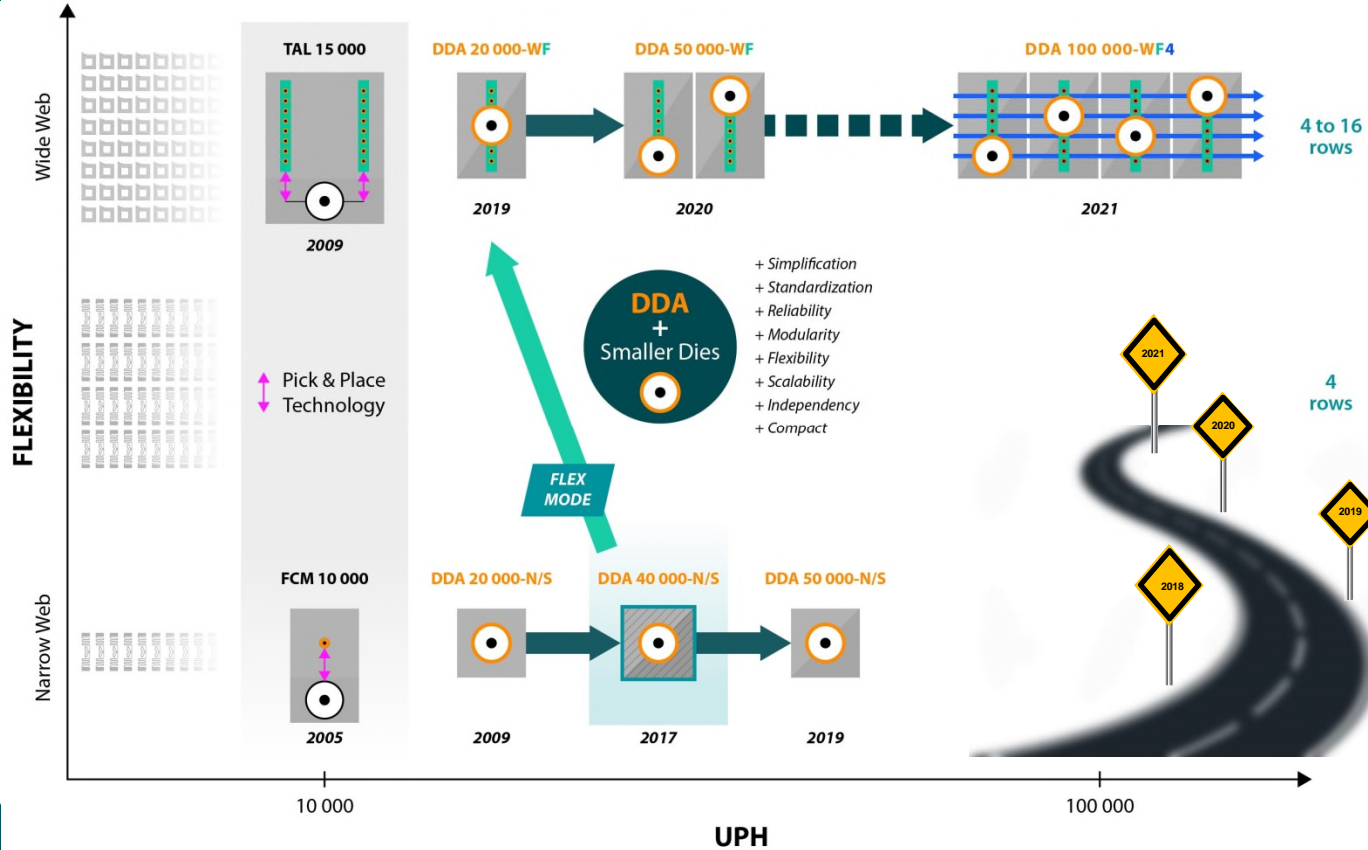 TAL 15 000
DDA 20 000-WF
DDA 50 000-WF
DDA 100 000-WF4
Wide Web
4 to 16
rows
2009
2019
2020
2021
+ Simplification
+ Standardization
+ Reliability
+ Modularity
+ Flexibility
+ Scalability
+ Independency
+ Compact
DDA
+
Smaller Dies
FLEXIBILITY
Pick & Place
Technology
4
rows
2021
2020
2019
2018
FLEX
MODE
FCM 10 000
DDA 20 000-N/S
DDA 40 000-N/S
DDA 50 000-N/S
Narrow Web
2005
2009
2017
2019
10 000
100 000
UPH